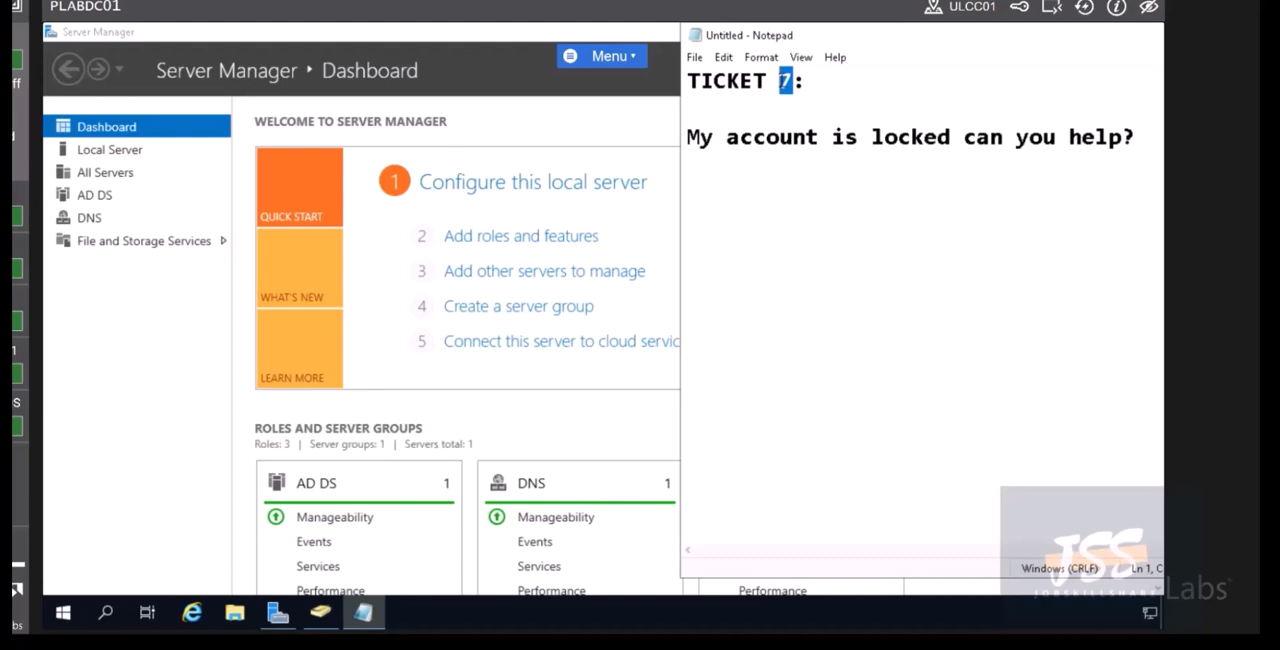 PLABDC01
ULCC01
Server Manager
Server Manager ‣ Dashboard
Menu
Dashboard
Local Server
All Servers
AD DS
DNS
File and Storage Services
WELCOME TO SERVER MANAGER
QUICK START
WHAT'S NEW
LEARN MORE
1 Configure this local server
2 Add roles and features
3 Add other servers to manage
4 Create a server group
5 Connect this server to cloud servic
ROLES AND SERVER GROUPS
Roles: 3 | Server groups: 1 | Servers total: 1
AD DS 1
Manageability
Events
Services
Performance
DNS 1
Manageability
Events
Services
Performance
Performance
Untitled - Notepad
File Edit Format View Help
TICKET 7:
My account is locked can you help?
Windows (CRLF) Ln 1, C
JSS
JOBSKILLSHARE
Labs